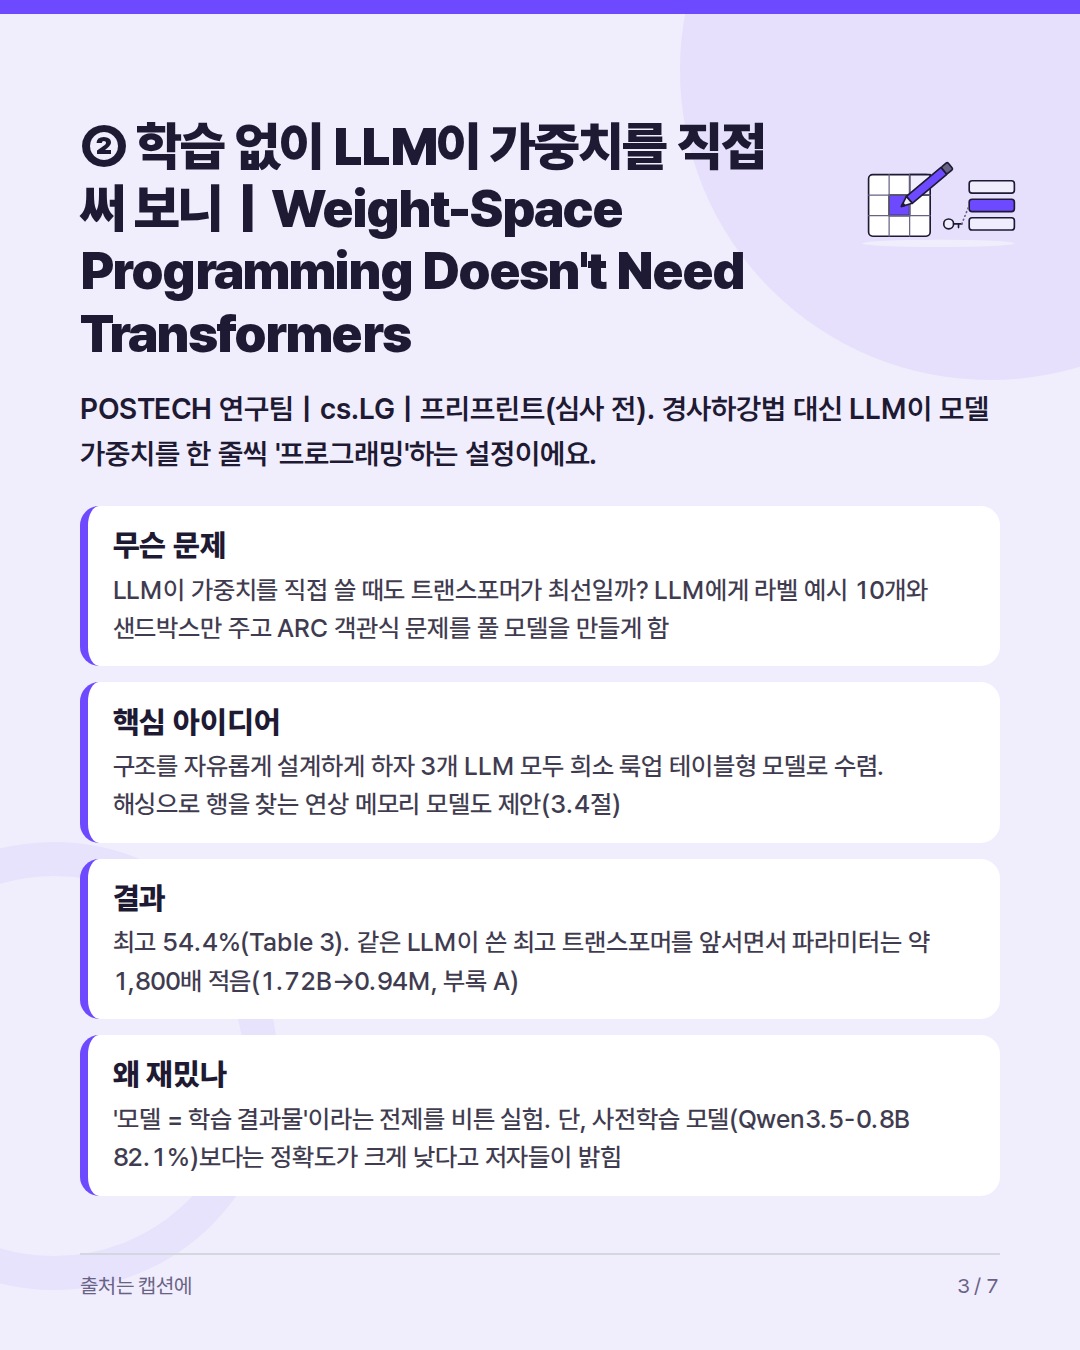 ② 학습 없이 LLM이 가중치를 직접
써 보니 | Weight-Space
Programming Doesn't Need
Transformers
POSTECH 연구팀 | cs.LG | 프리프린트(심사 전). 경사하강법 대신 LLM이 모델
가중치를 한 줄씩 '프로그래밍'하는 설정이에요.
무슨 문제
LLM이 가중치를 직접 쓸 때도 트랜스포머가 최선일까? LLM에게 라벨 예시 10개와
샌드박스만 주고 ARC 객관식 문제를 풀 모델을 만들게 함
핵심 아이디어
구조를 자유롭게 설계하게 하자 3개 LLM 모두 희소 룩업 테이블형 모델로 수렴.
해싱으로 행을 찾는 연상 메모리 모델도 제안(3.4절)
결과
최고 54.4%(Table 3). 같은 LLM이 쓴 최고 트랜스포머를 앞서면서 파라미터는 약
1,800배 적음(1.72B→0.94M, 부록 A)
왜 재밌나
'모델 = 학습 결과물'이라는 전제를 비튼 실험. 단, 사전학습 모델(Qwen3.5-0.8B
82.1%)보다는 정확도가 크게 낮다고 저자들이 밝힘
출처는 캡션에
3 / 7